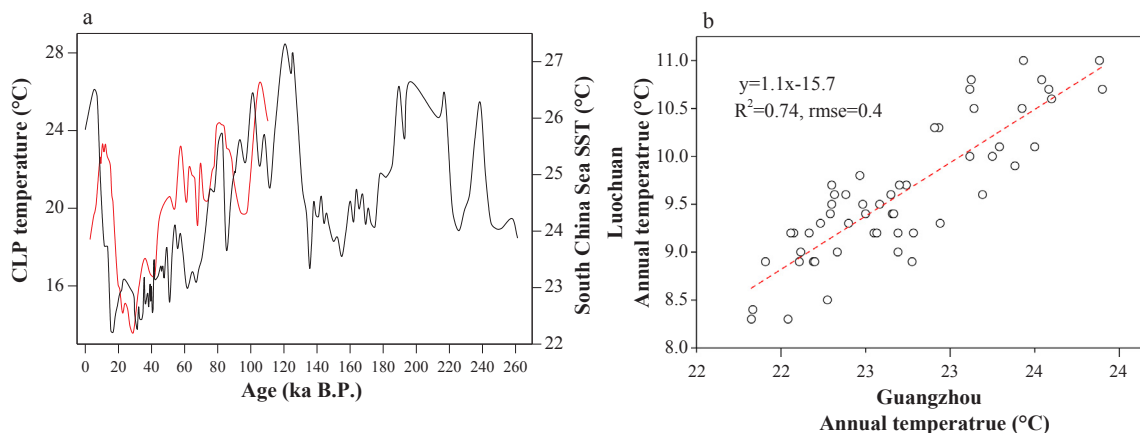 a
CLP temperature (°C)
28
24
20
16
0 20 40 60 80 100 120 140 160 180 200 220 240 260
Age (ka B.P.)
27
26
25
24
23
22
South China Sea SST (°C)
b
y=1.1x-15.7
R²=0.74, rmse=0.4
Luochuan
Annual temperatrue (°C)
11.0
10.5
10.0
9.5
9.0
8.5
8.0
22 22 23 23 24 24
Guangzhou
Annual temperatrue (°C)